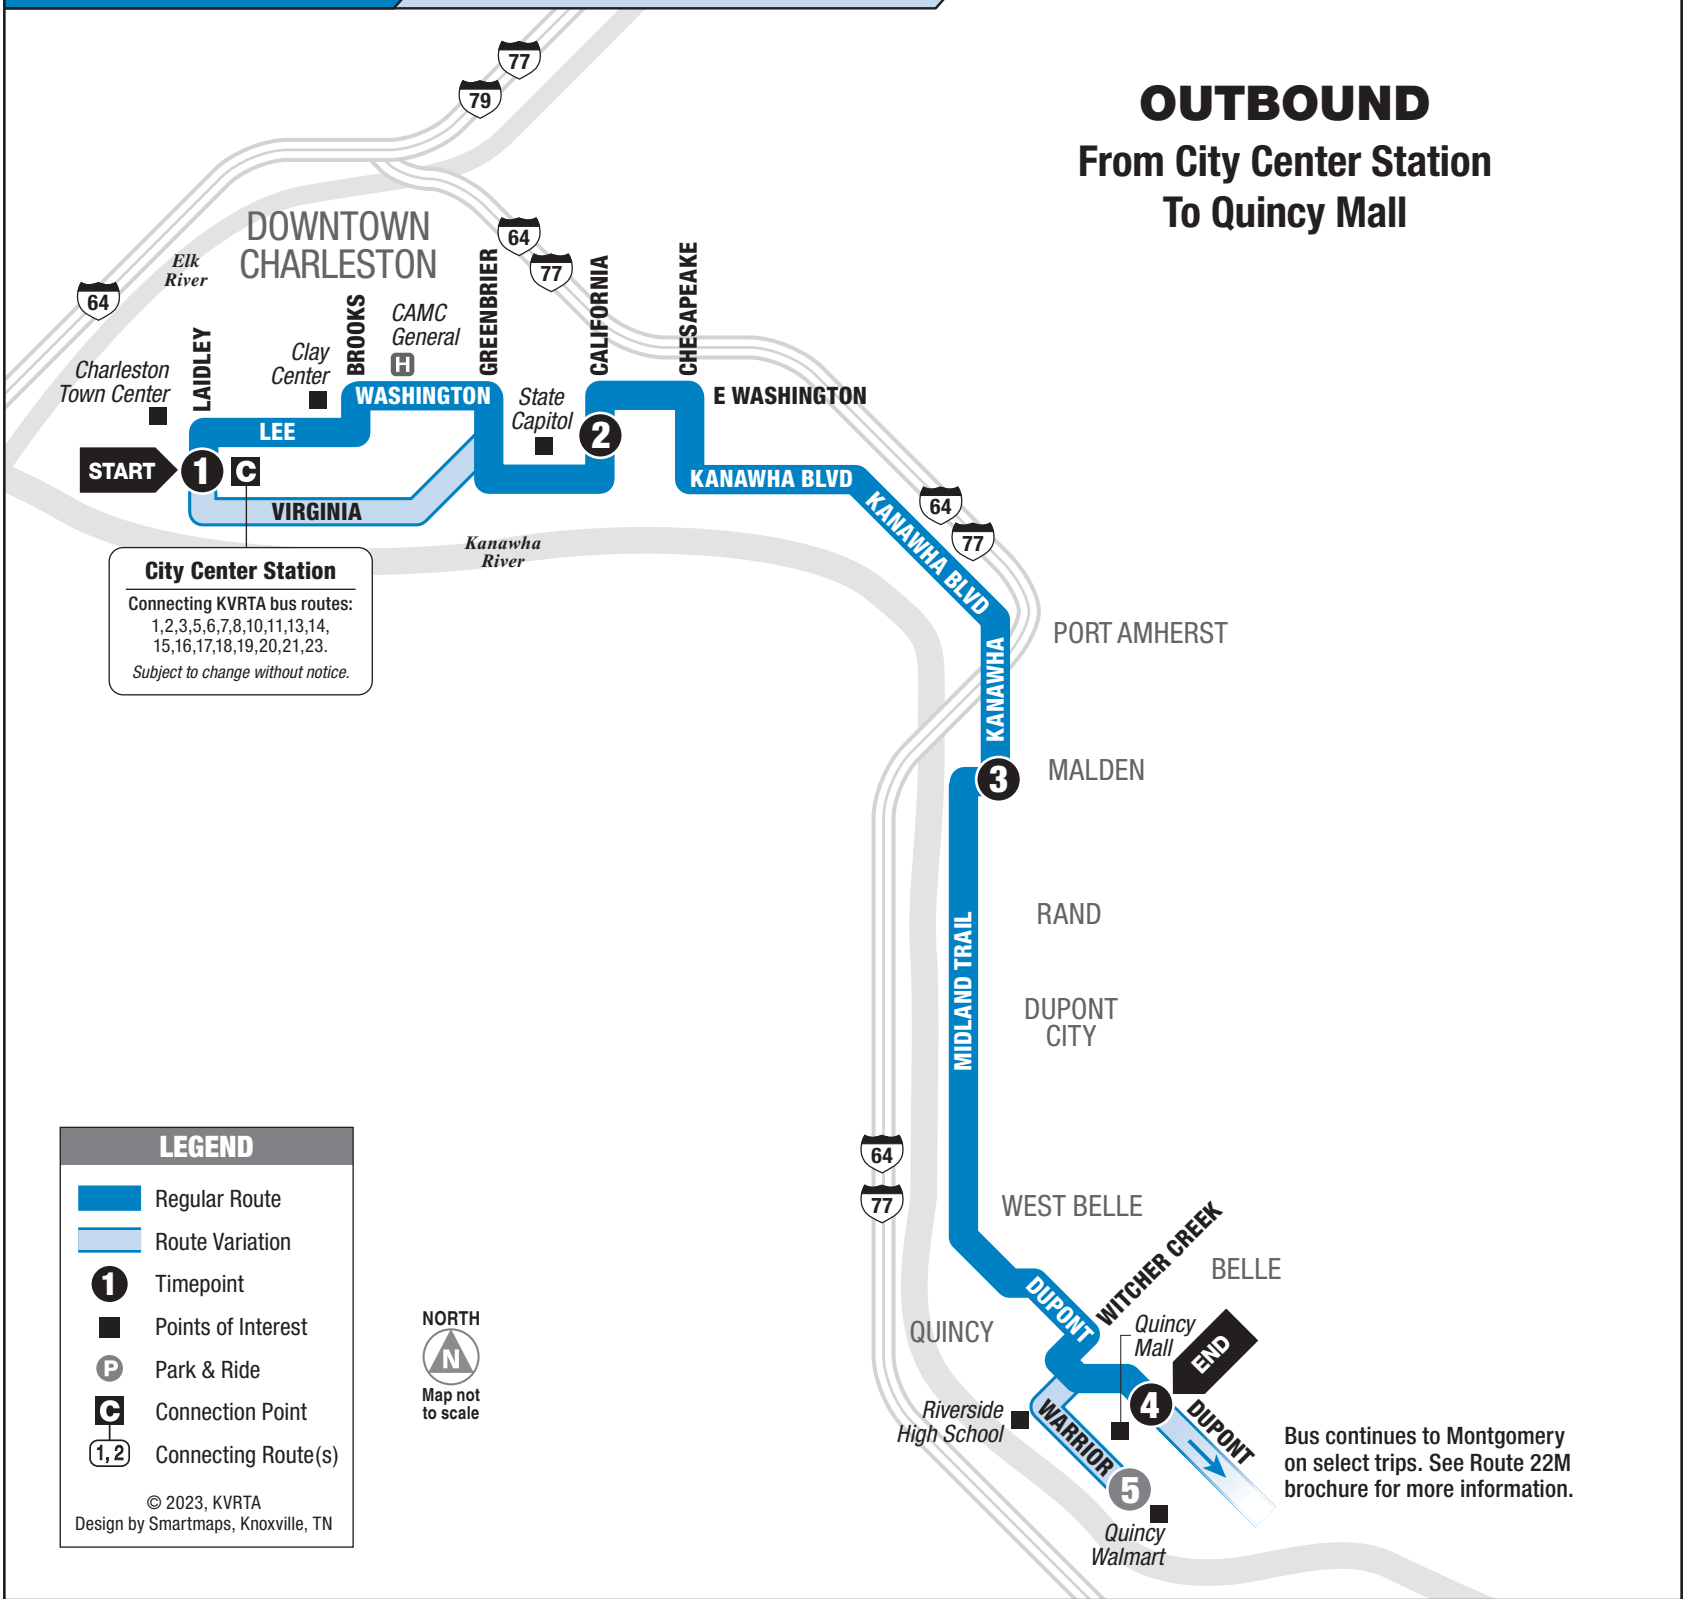 OUTBOUND
From City Center Station
To Quincy Mall
77
79
64
77
64
DOWNTOWN
CHARLESTON
Elk
River
LAIDLEY
BROOKS
GREENBRIER
CALIFORNIA
CHESAPEAKE
CAMC
General
H
Clay
Center
Charleston
Town Center
State
Capitol
WASHINGTON
E WASHINGTON
LEE
START
1
C
2
VIRGINIA
KANAWHA BLVD
KANAWHA BLVD
64
77
Kanawha
River
City Center Station
Connecting KVRTA bus routes:
1,2,3,5,6,7,8,10,11,13,14,
15,16,17,18,19,20,21,23.
Subject to change without notice.
PORT AMHERST
KANAWHA
3
MALDEN
RAND
MIDLAND TRAIL
DUPONT
CITY
64
77
WEST BELLE
WITCHER CREEK
BELLE
DUPONT
QUINCY
Quincy
Mall
END
4
DUPONT
Riverside
High School
WARRIOR
5
Quincy
Walmart
Bus continues to Montgomery
on select trips. See Route 22M
brochure for more information.
LEGEND
Regular Route
Route Variation
1 Timepoint
Points of Interest
P Park & Ride
C Connection Point
1,2 Connecting Route(s)
© 2023, KVRTA
Design by Smartmaps, Knoxville, TN
NORTH
N
Map not
to scale